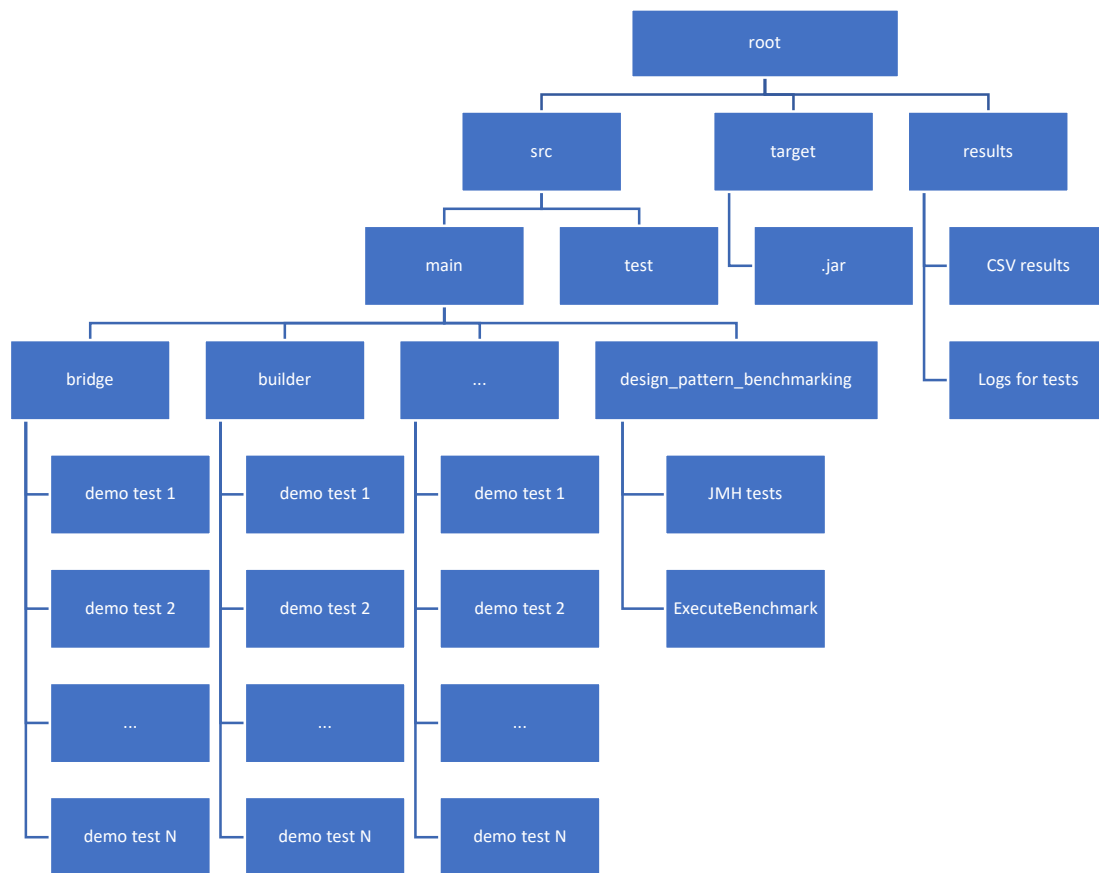 root
src
target
results
main
test
.jar
CSV results
bridge
builder
...
design_pattern_benchmarking
Logs for tests
demo test 1
demo test 1
demo test 1
JMH tests
demo test 2
demo test 2
demo test 2
ExecuteBenchmark
...
...
...
demo test N
demo test N
demo test N